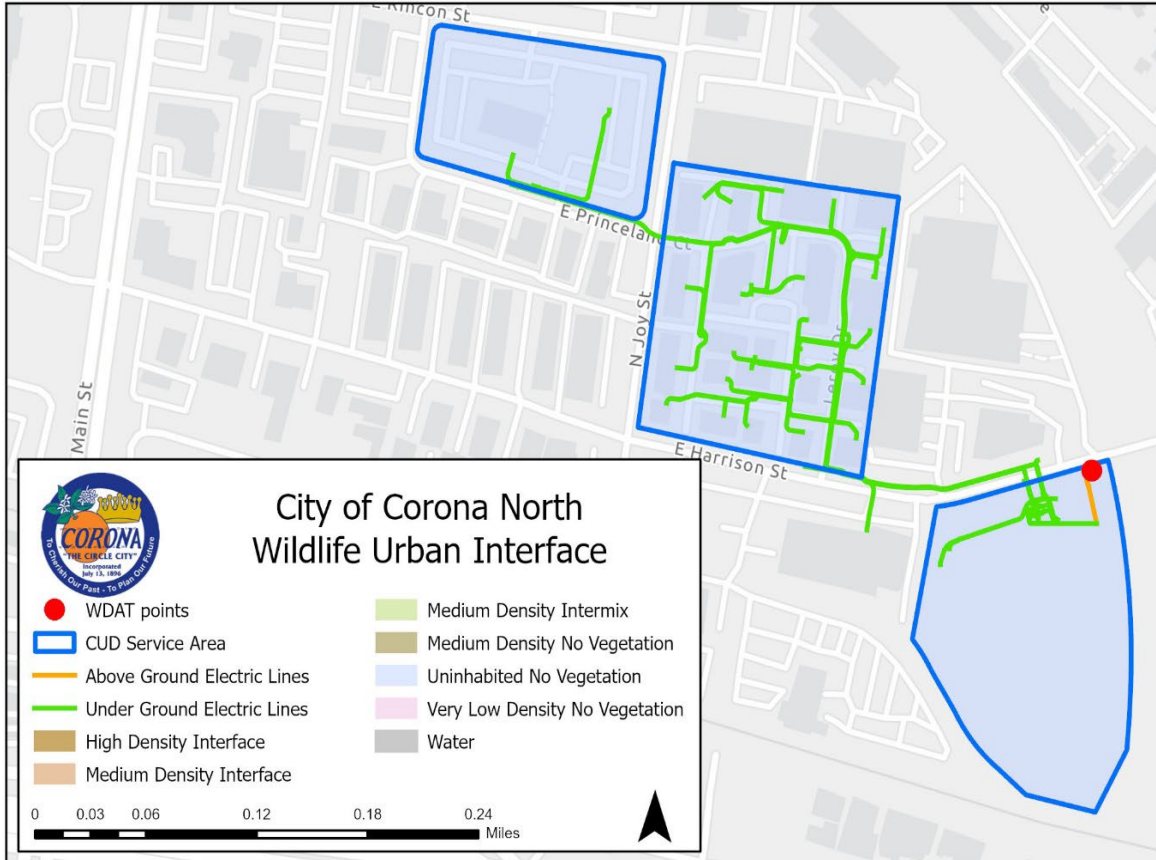 E Rincon St
E Princeland Ct
N Joy St
Main St
E Harrison St
City of Corona North
Wildlife Urban Interface
CORONA
"THE CIRCLE CITY"
Incorporated
July 13, 1896
To Cherish Our Past - To Plan Our Future
WDAT points
CUD Service Area
Above Ground Electric Lines
Under Ground Electric Lines
High Density Interface
Medium Density Interface
Medium Density Intermix
Medium Density No Vegetation
Uninhabited No Vegetation
Very Low Density No Vegetation
Water
0 0.03 0.06 0.12 0.18 0.24
Miles